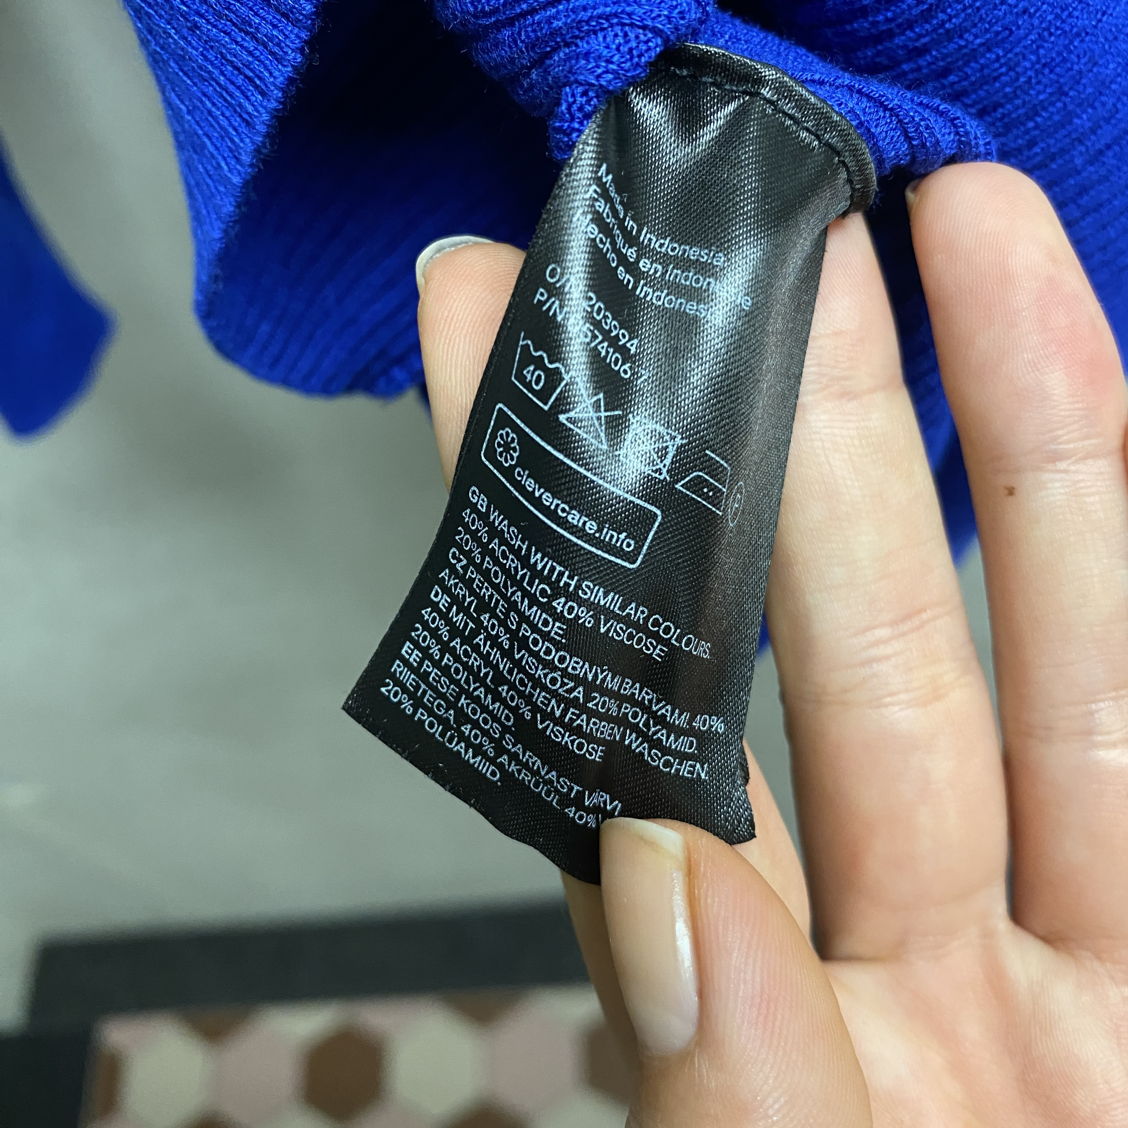 Made in Indonesia
Fabriqué en Indonésie
Hecho en Indonesia
203994
P/N 574106
40
clevercare.info
GB WASH WITH SIMILAR COLOURS.
40% ACRYLIC 40% VISCOSE
20% POLYAMIDE.
CZ PERTE S PODOBNÝMI BARVAMI. 40%
AKRYL 40% VISKÓZA 20% POLYAMID.
DE MIT ÄHNLICHEN FARBEN WASCHEN.
40% ACRYL 40% VISKOSE
20% POLYAMID
EE PESE KOOS SARNAST VÄRVI
RIIETEGA. 40% AKRÜÜL 40%
20% POLÜAMIID.